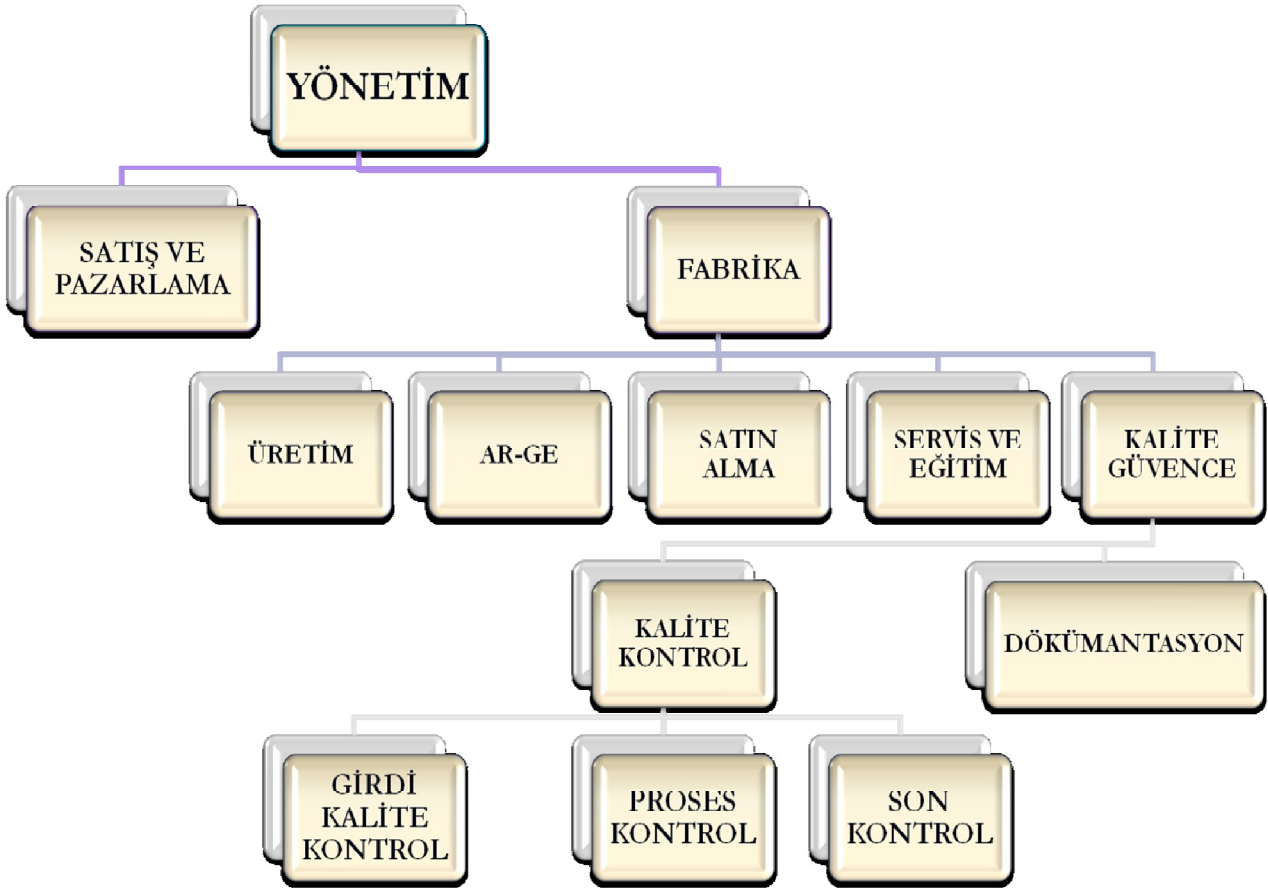 YÖNETİM
SATIŞ VE
PAZARLAMA
FABRİKA
ÜRETİM
AR-GE
SATIN
ALMA
SERVİS VE
EĞİTİM
KALİTE
GÜVENCE
KALİTE
KONTROL
DÖKÜMANTASYON
GİRDİ
KALİTE
KONTROL
PROSES
KONTROL
SON
KONTROL